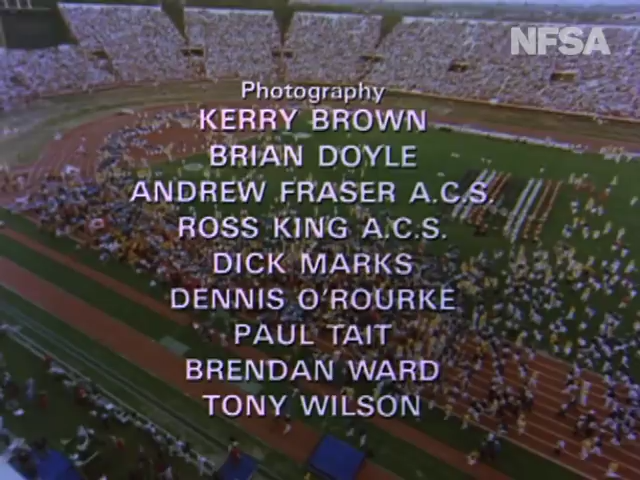 NFSA
Photography
KERRY BROWN
BRIAN DOYLE
ANDREW FRASER A.C.S.
ROSS KING A.C.S.
DICK MARKS
DENNIS O'ROURKE
PAUL TAIT
BRENDAN WARD
TONY WILSON